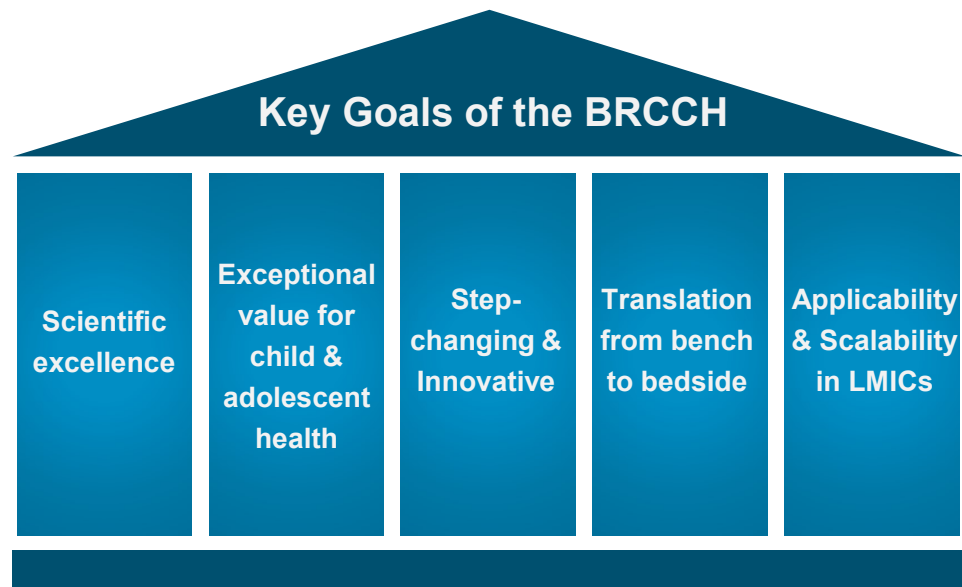 Key Goals of the BRCCH
Scientific
excellence
Exceptional
value for
child &
adolescent
health
Step-
changing &
Innovative
Translation
from bench
to bedside
Applicability
& Scalability
in LMICs